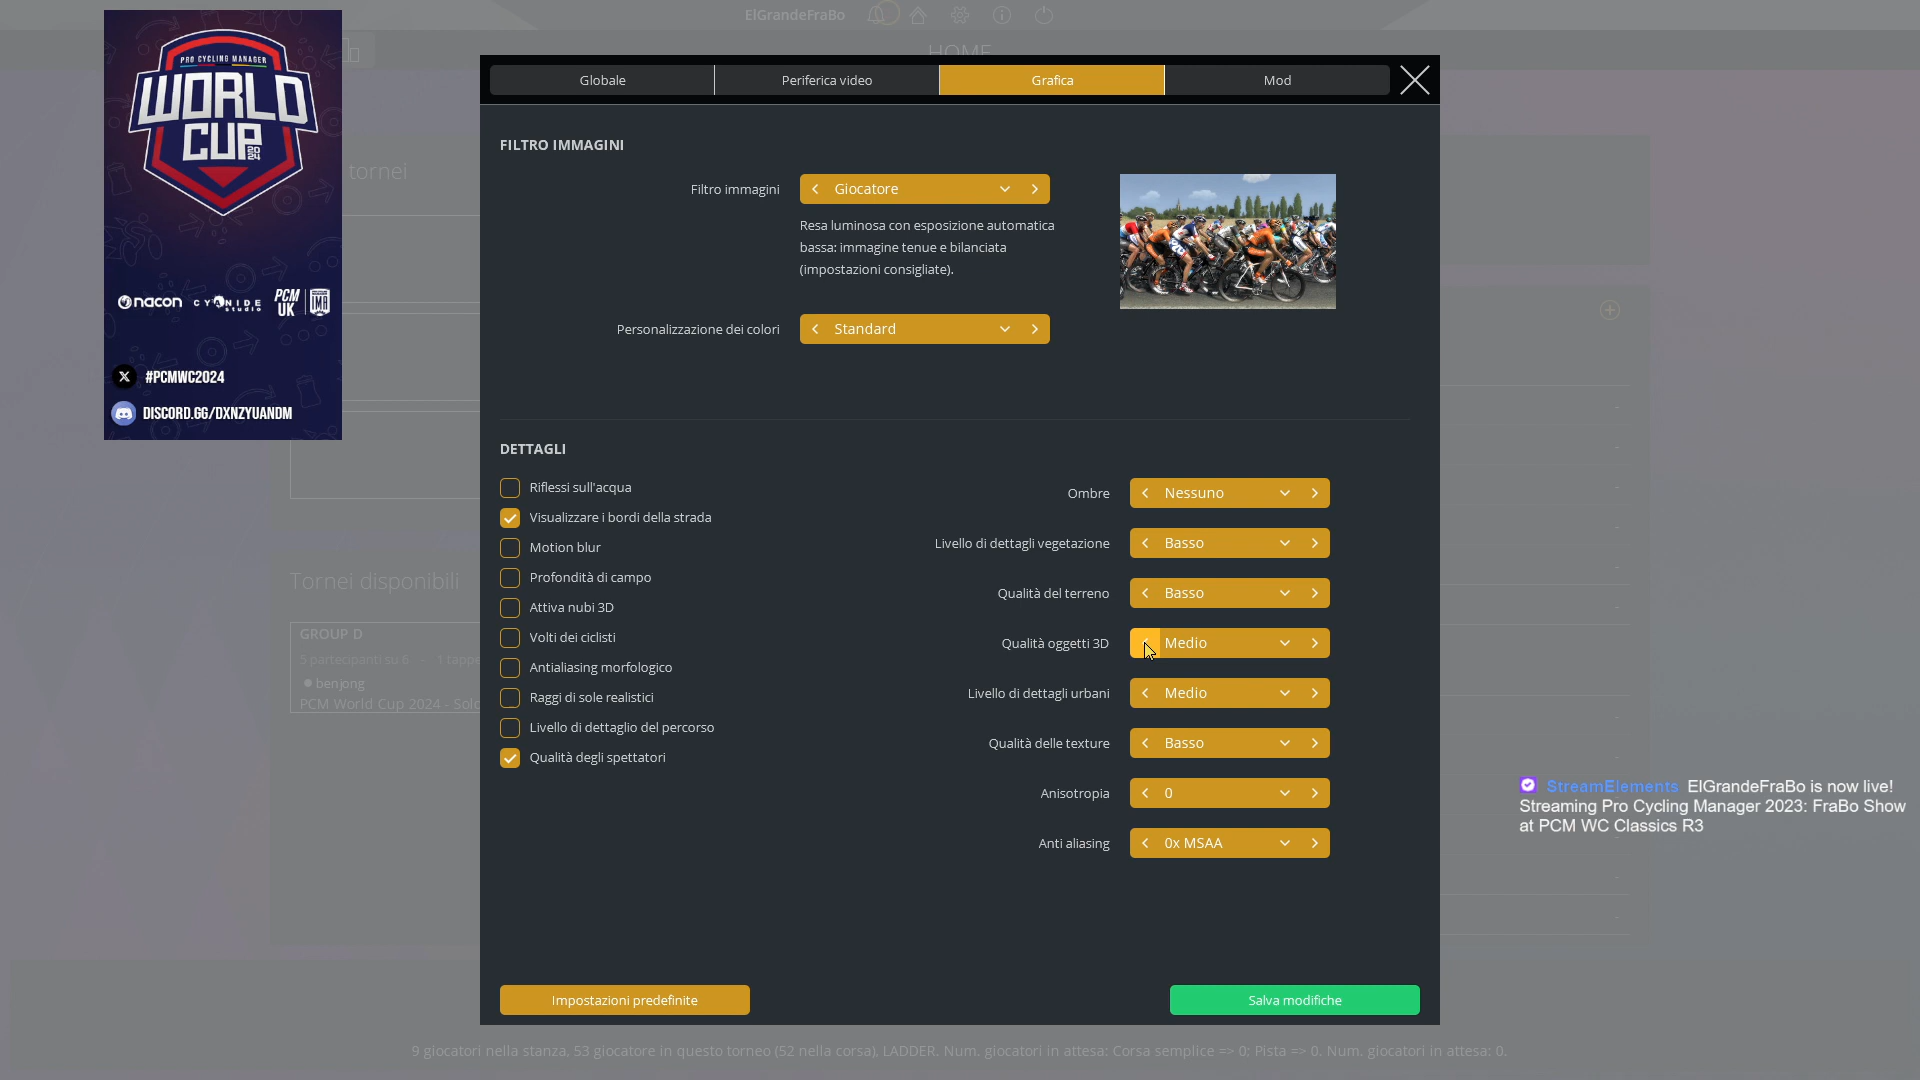 ElGrandeFraBo
HOME
PRO CYCLING MANAGER
WORLD
CUP
2024
nacon
CYANIDE
studio
PCM
UK
#PCMWC2024
DISCORD.GG/DXNZYUANDM
tornei
Tornei disponibili
GROUP D
5 partecipanti su 6 - 1 tappe
benjong
PCM World Cup 2024 - Solo
Globale
Periferica video
Grafica
Mod
FILTRO IMMAGINI
Filtro immagini
Giocatore
Resa luminosa con esposizione automatica
bassa: immagine tenue e bilanciata
(impostazioni consigliate).
Personalizzazione dei colori
Standard
DETTAGLI
Riflessi sull'acqua
Visualizzare i bordi della strada
Motion blur
Profondità di campo
Attiva nubi 3D
Volti dei ciclisti
Antialiasing morfologico
Raggi di sole realistici
Livello di dettaglio del percorso
Qualità degli spettatori
Ombre
Nessuno
Livello di dettagli vegetazione
Basso
Qualità del terreno
Basso
Qualità oggetti 3D
Medio
Livello di dettagli urbani
Medio
Qualità delle texture
Basso
Anisotropia
0
Anti aliasing
0x MSAA
Impostazioni predefinite
Salva modifiche
StreamElements ElGrandeFraBo is now live!
Streaming Pro Cycling Manager 2023: FraBo Show
at PCM WC Classics R3
9 giocatori nella stanza, 53 giocatore in questo torneo (52 nella corsa), LADDER. Num. giocatori in attesa: Corsa semplice => 0; Pista => 0. Num. giocatori in attesa: 0.